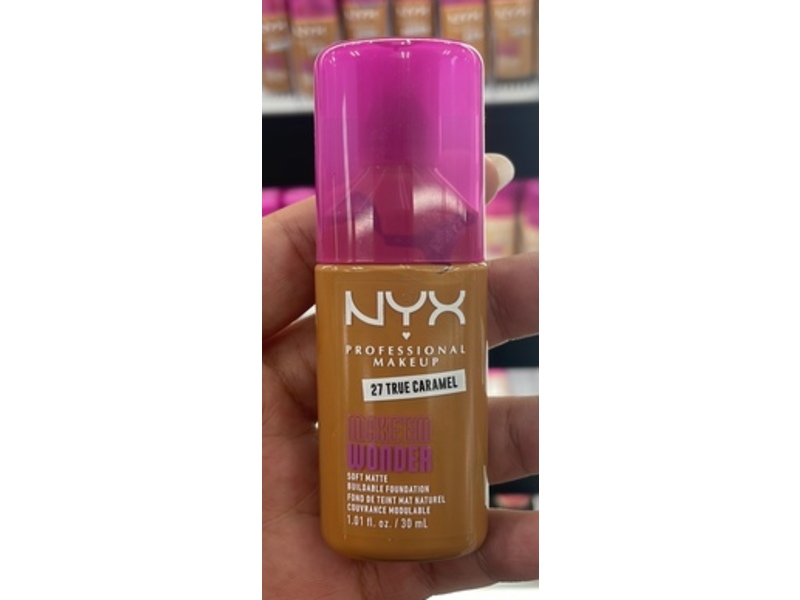 NYX
PROFESSIONAL
MAKEUP
27 TRUE CARAMEL
MAKE'EM
WONDER
SOFT MATTE
BUILDABLE FOUNDATION
FOND DE TEINT MAT NATUREL
COUVRANCE MODULABLE
1.01 fl. oz. / 30 mL